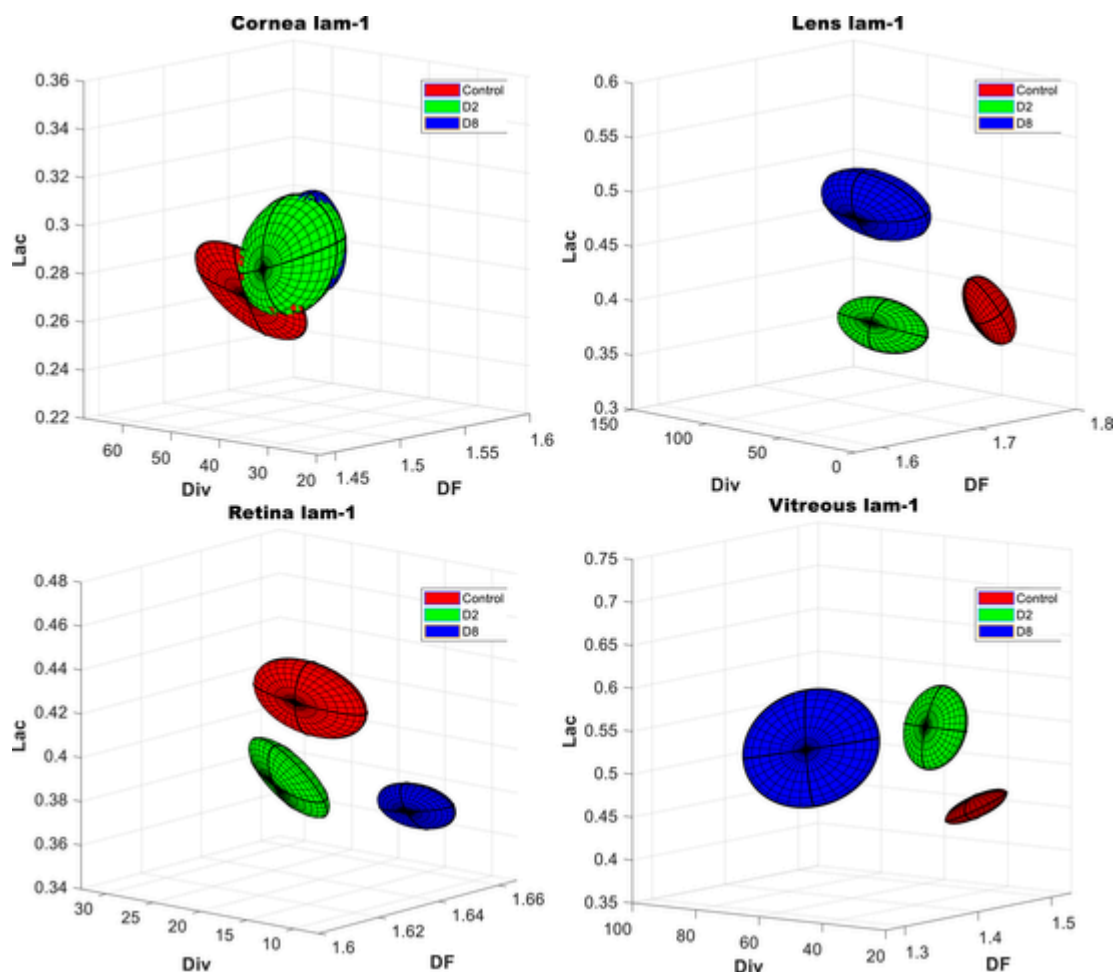 Cornea lam-1
0.36
0.34
0.32
0.3
0.28
0.26
0.24
0.22
Lac
60 50 40 30 20
Div
1.45 1.5 1.55 1.6
DF
Control
D2
D8
Lens lam-1
0.6
0.55
0.5
0.45
0.4
0.35
0.3
Lac
150 100 50 0
Div
1.6 1.7 1.8
DF
Control
D2
D8
Retina lam-1
0.48
0.46
0.44
0.42
0.4
0.38
0.36
0.34
Lac
30 25 20 15 10
Div
1.6 1.62 1.64 1.66
DF
Control
D2
D8
Vitreous lam-1
0.75
0.7
0.65
0.6
0.55
0.5
0.45
0.4
0.35
Lac
100 80 60 40 20
Div
1.3 1.4 1.5
DF
Control
D2
D8